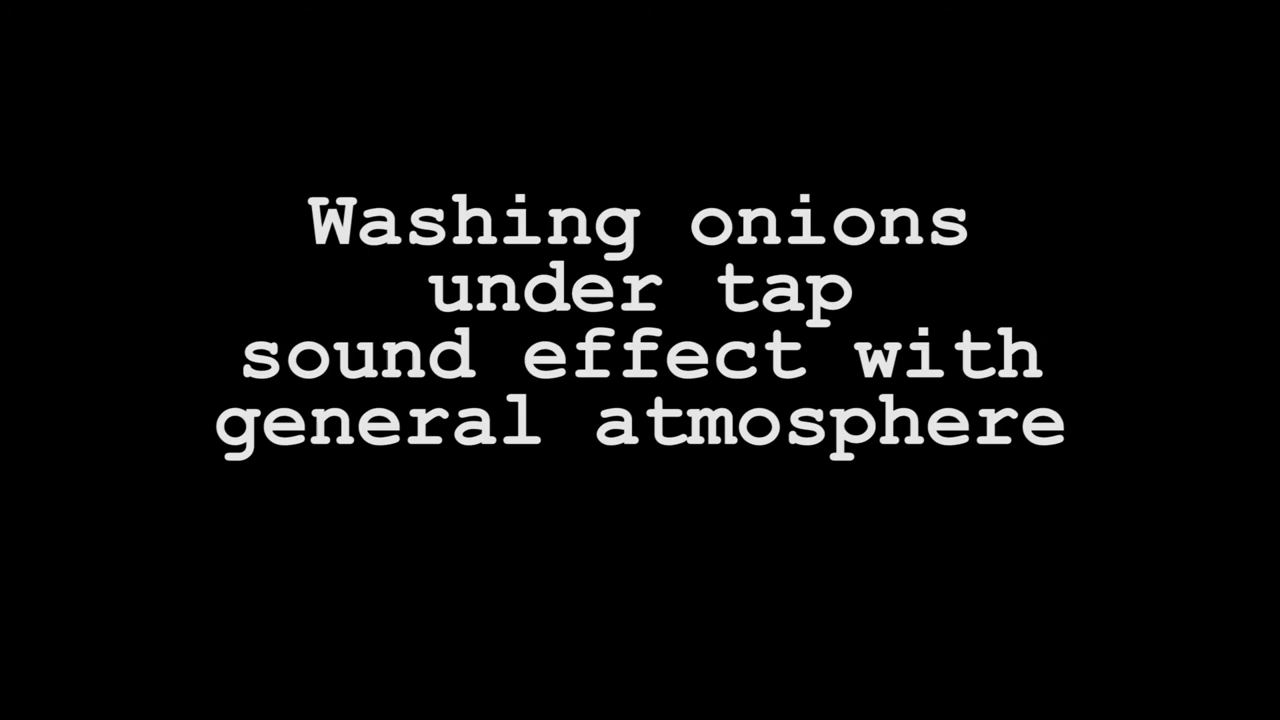 Washing onions
under tap
sound effect with
general atmosphere